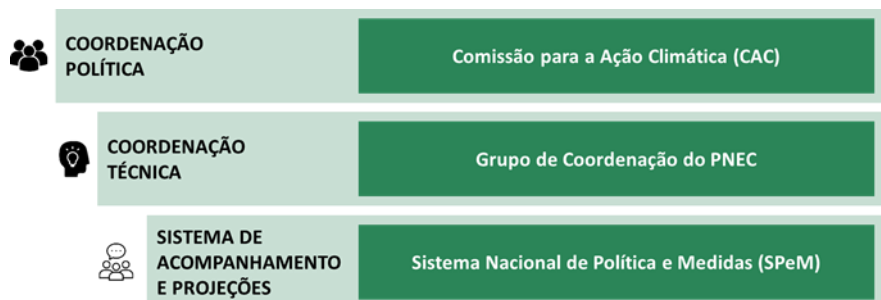 COORDENAÇÃO
POLÍTICA
Comissão para a Ação Climática (CAC)
COORDENAÇÃO
TÉCNICA
Grupo de Coordenação do PNEC
SISTEMA DE
ACOMPANHAMENTO
E PROJEÇÕES
Sistema Nacional de Política e Medidas (SPeM)